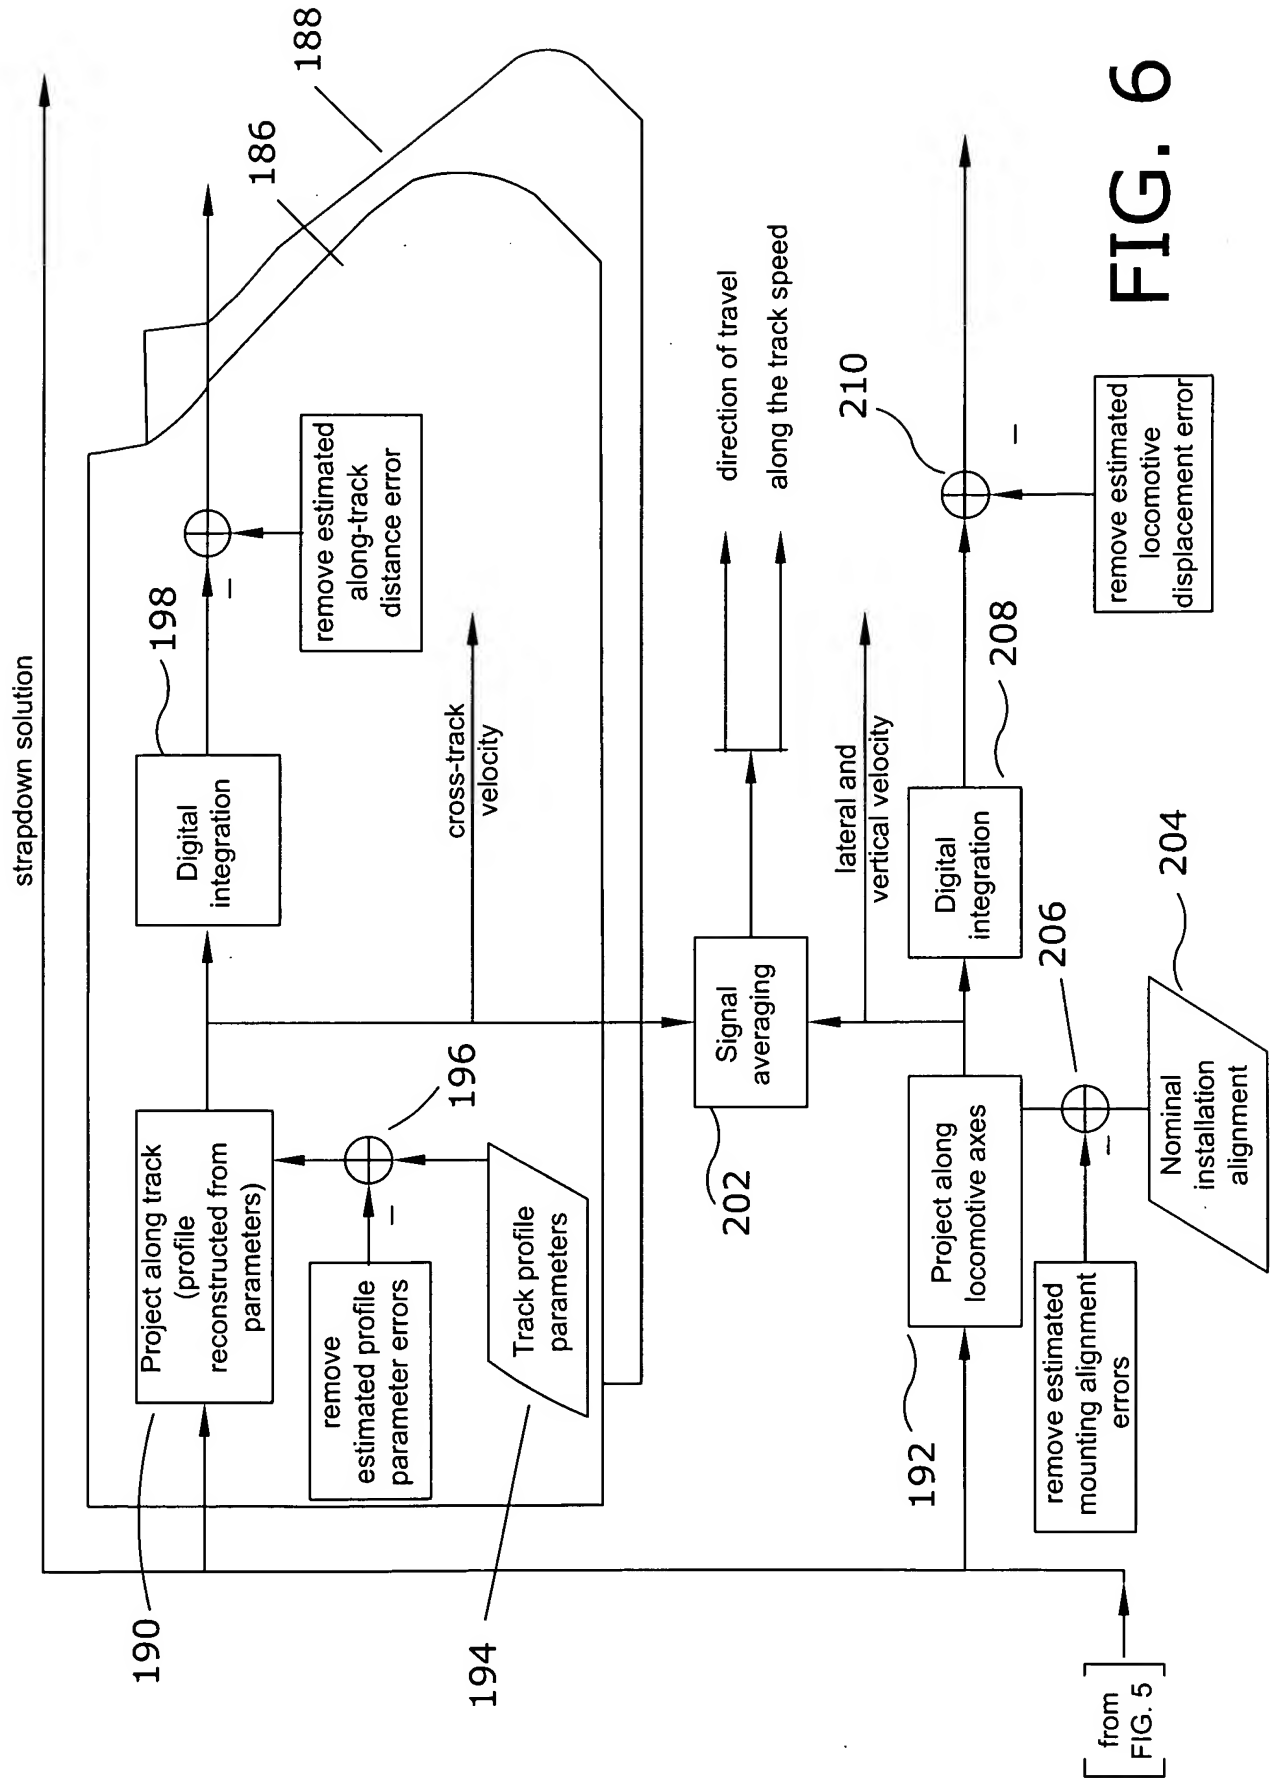 strapdown solution
188
186
190
Project along track
(profile
reconstructed from
parameters)
198
Digital
integration
remove estimated
along-track
distance error
–
196
remove
estimated profile
parameter errors
–
194
Track profile
parameters
cross-track
velocity
202
Signal
averaging
direction of travel
along the track speed
lateral and
vertical velocity
192
Project along
locomotive axes
208
Digital
integration
210
–
remove estimated
locomotive
displacement error
206
–
remove estimated
mounting alignment
errors
204
Nominal
installation
alignment
from
FIG. 5
FIG. 6